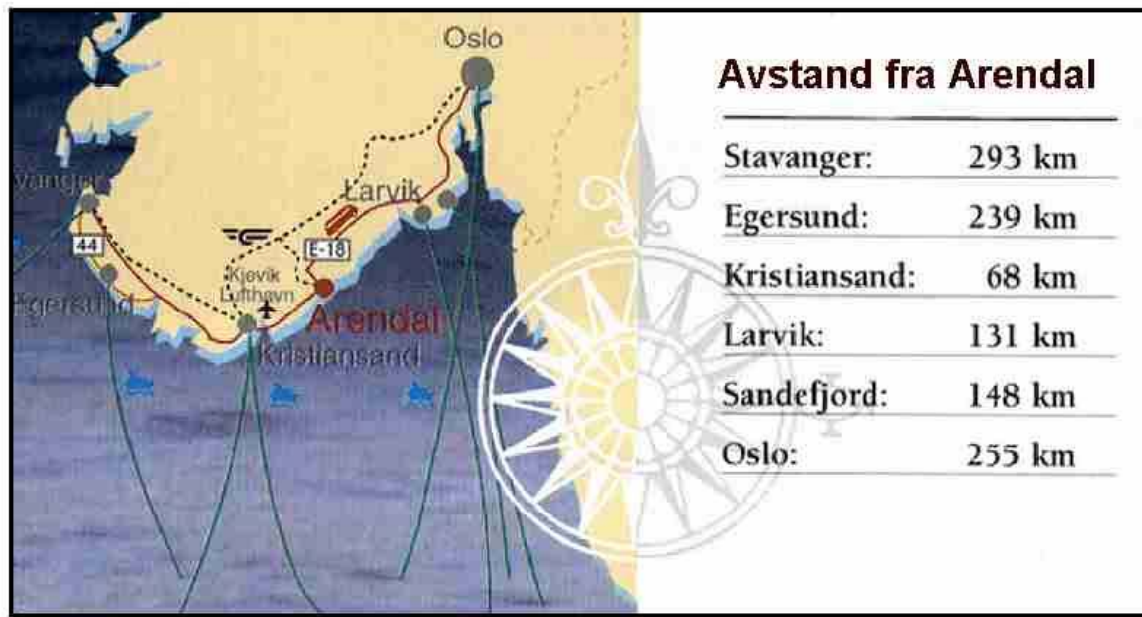 Oslo
Larvik
44
E-18
Kjevik
Lufthavn
Egersund
Arendal
Kristiansand
Avstand fra Arendal
Stavanger: 293 km
Egersund: 239 km
Kristiansand: 68 km
Larvik: 131 km
Sandefjord: 148 km
Oslo: 255 km